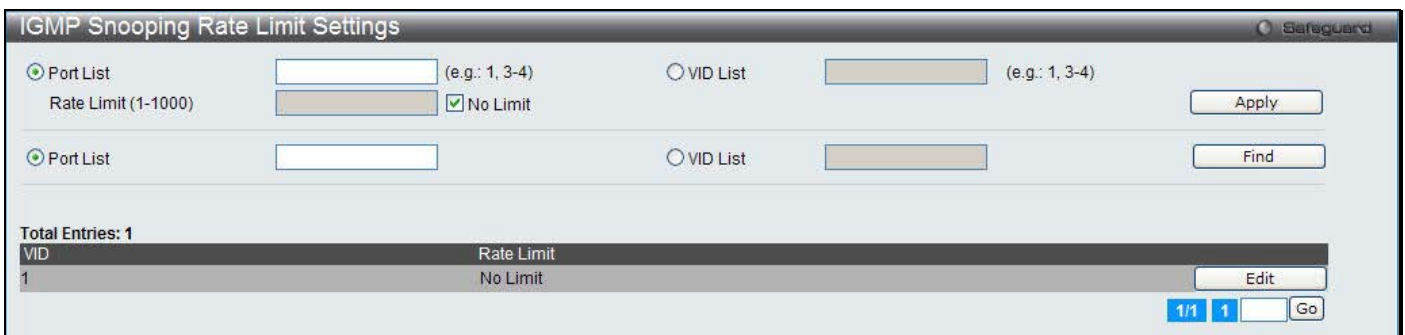 IGMP Snooping Rate Limit Settings Safeguard
Port List (e.g.: 1, 3-4) VID List (e.g.: 1, 3-4)
Rate Limit (1-1000) No Limit Apply
Port List VID List Find
Total Entries: 1
VID Rate Limit
1 No Limit Edit
1/1 1 Go